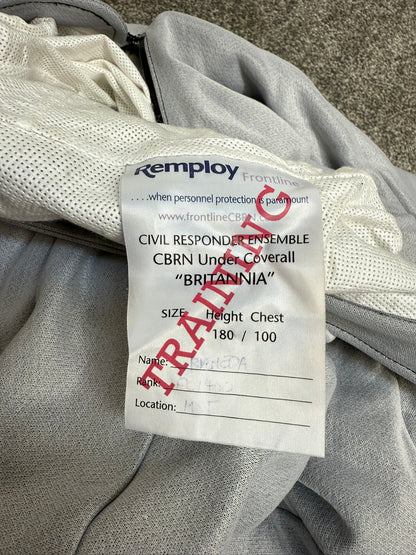 Remploy Frontline
....when personnel protection is paramount
www.frontlineCBRN.com
CIVIL RESPONDER ENSEMBLE
CBRN Under Coverall
"BRITANNIA"
SIZE Height Chest
180 / 100
Name:
Rank:
Location:
TRAINING